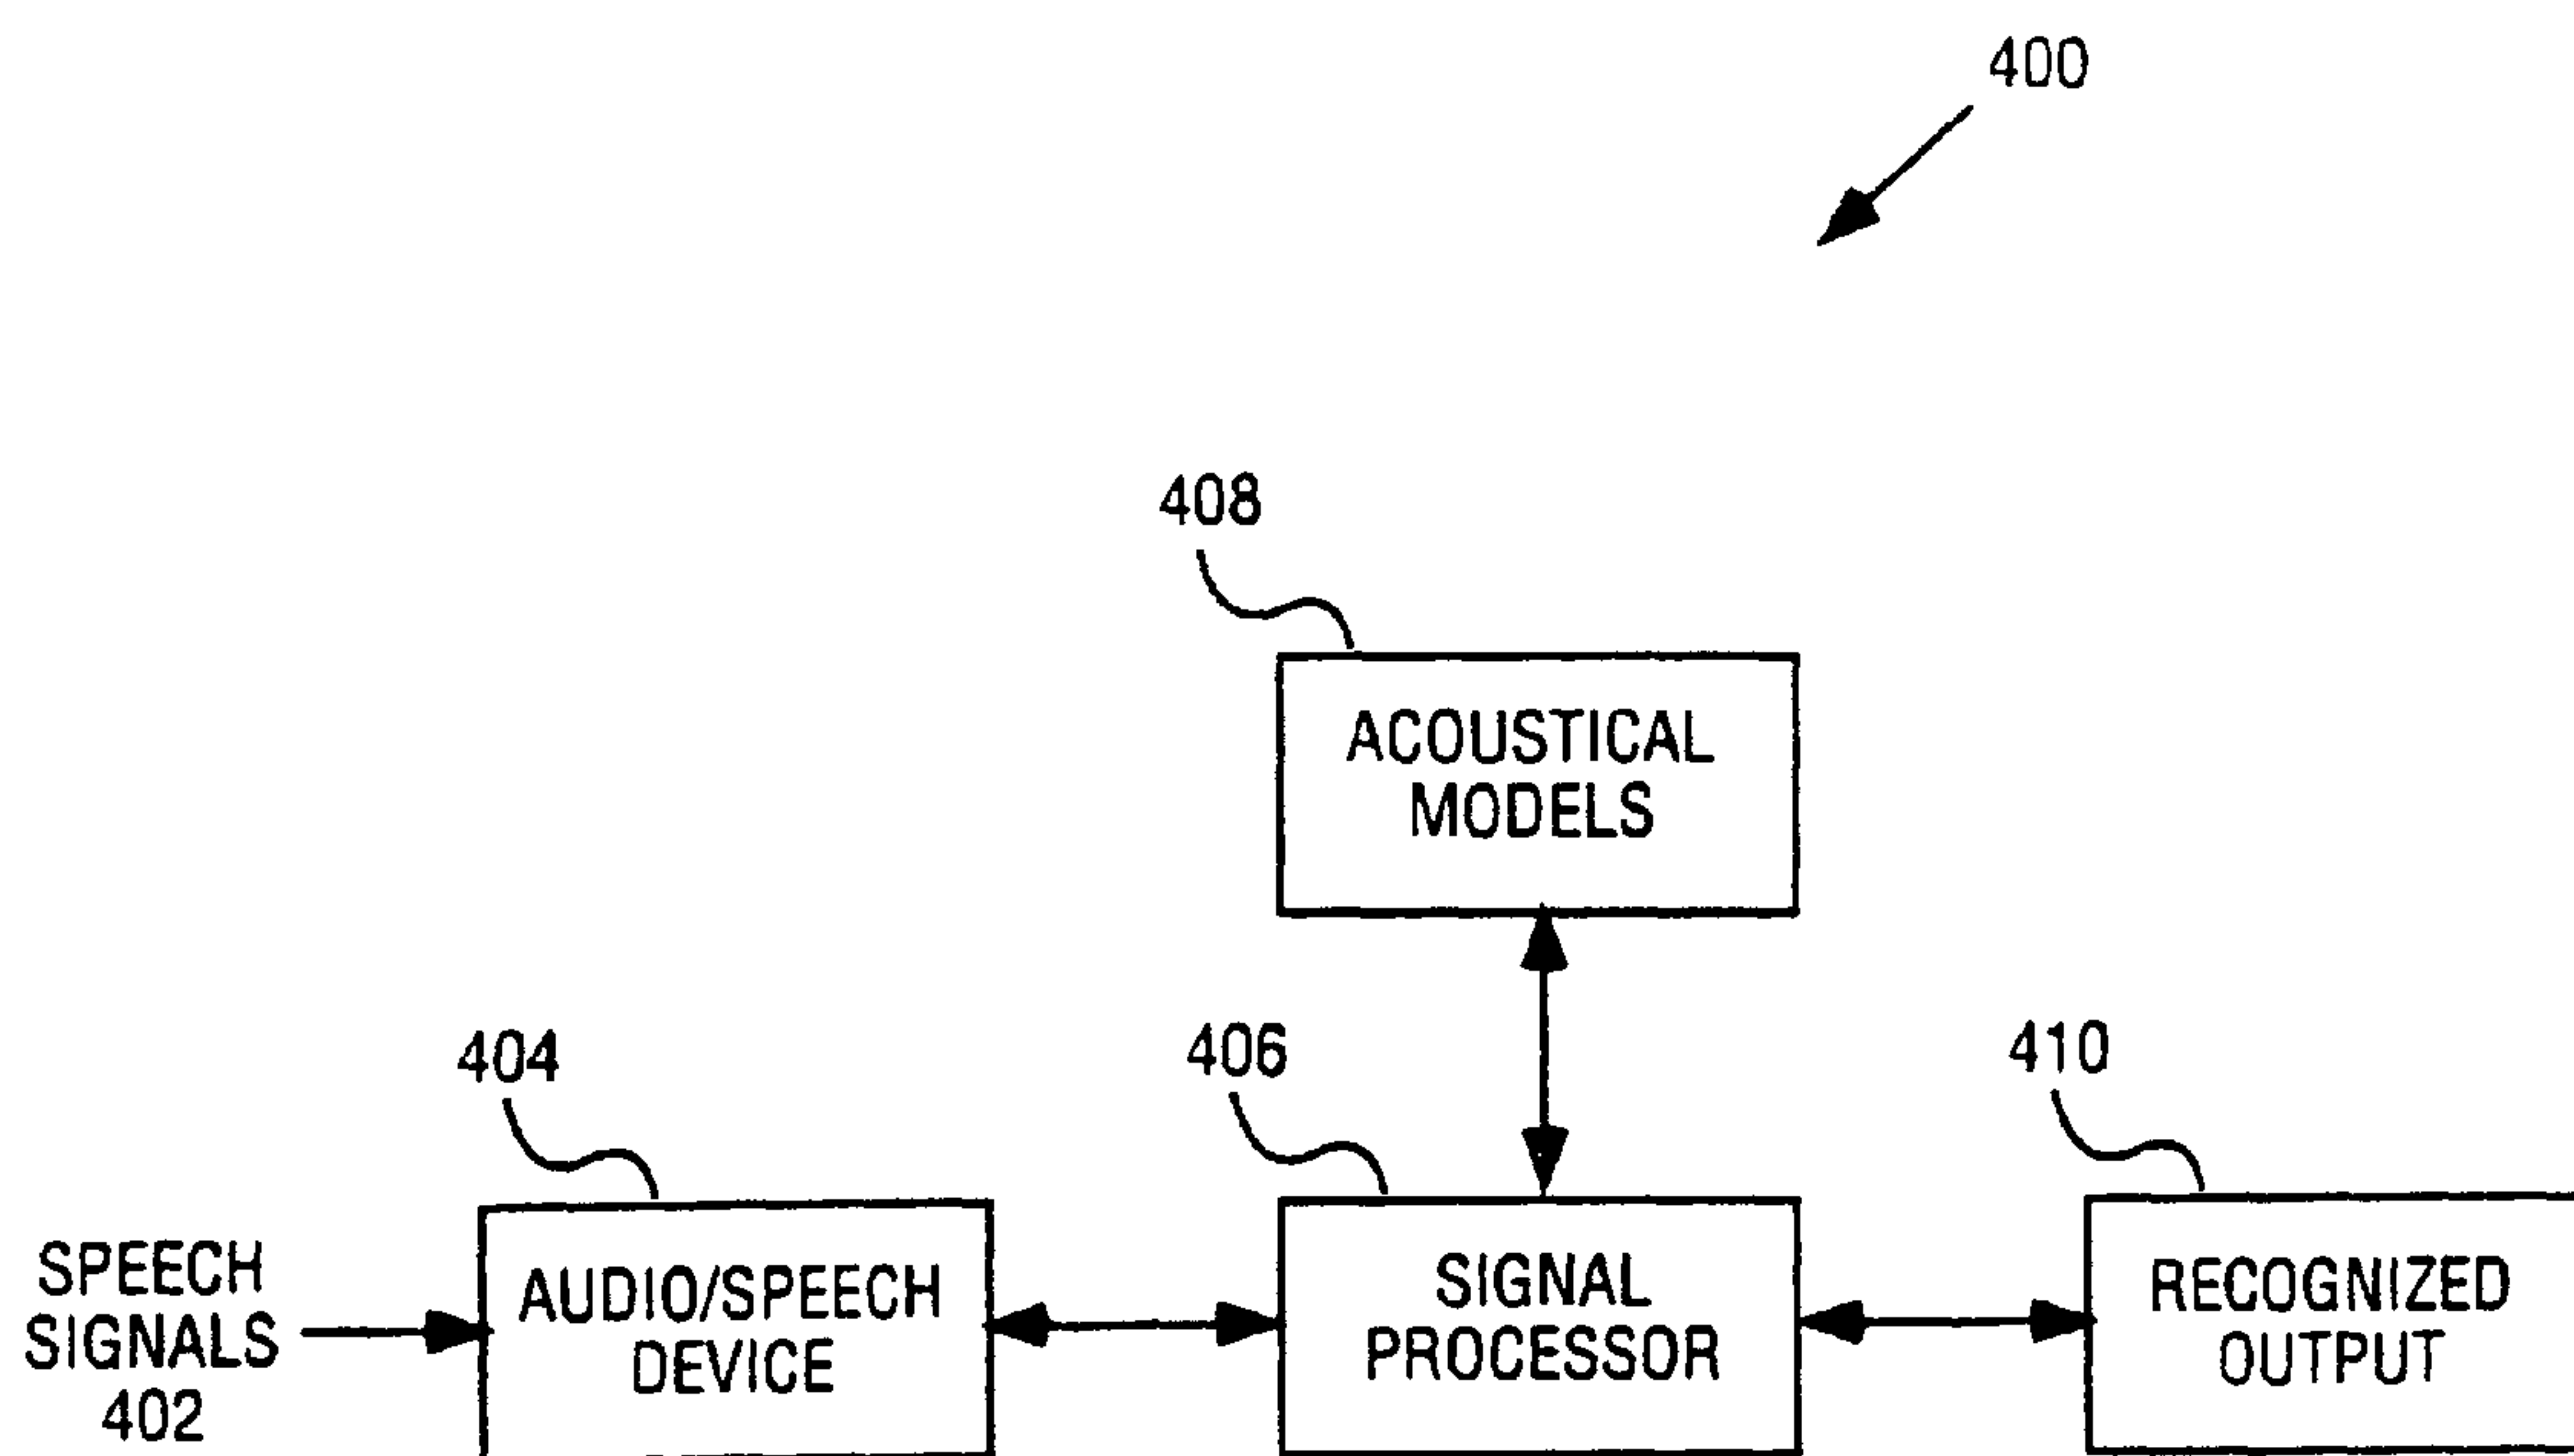 400
408
ACOUSTICAL
MODELS
404
406
410
SPEECH
SIGNALS
402
AUDIO/SPEECH
DEVICE
SIGNAL
PROCESSOR
RECOGNIZED
OUTPUT